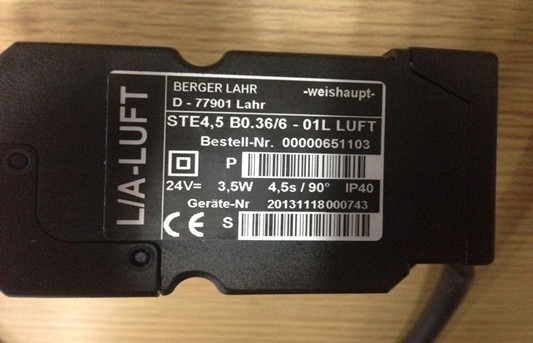 L/A-LUFT
BERGER LAHR -weishaupt-
D - 77901 Lahr
STE4,5 B0.36/6 - 01L LUFT
Bestell-Nr. 00000651103
P
24V= 3,5W 4,5s / 90° IP40
Geräte-Nr 20131118000743
CE S